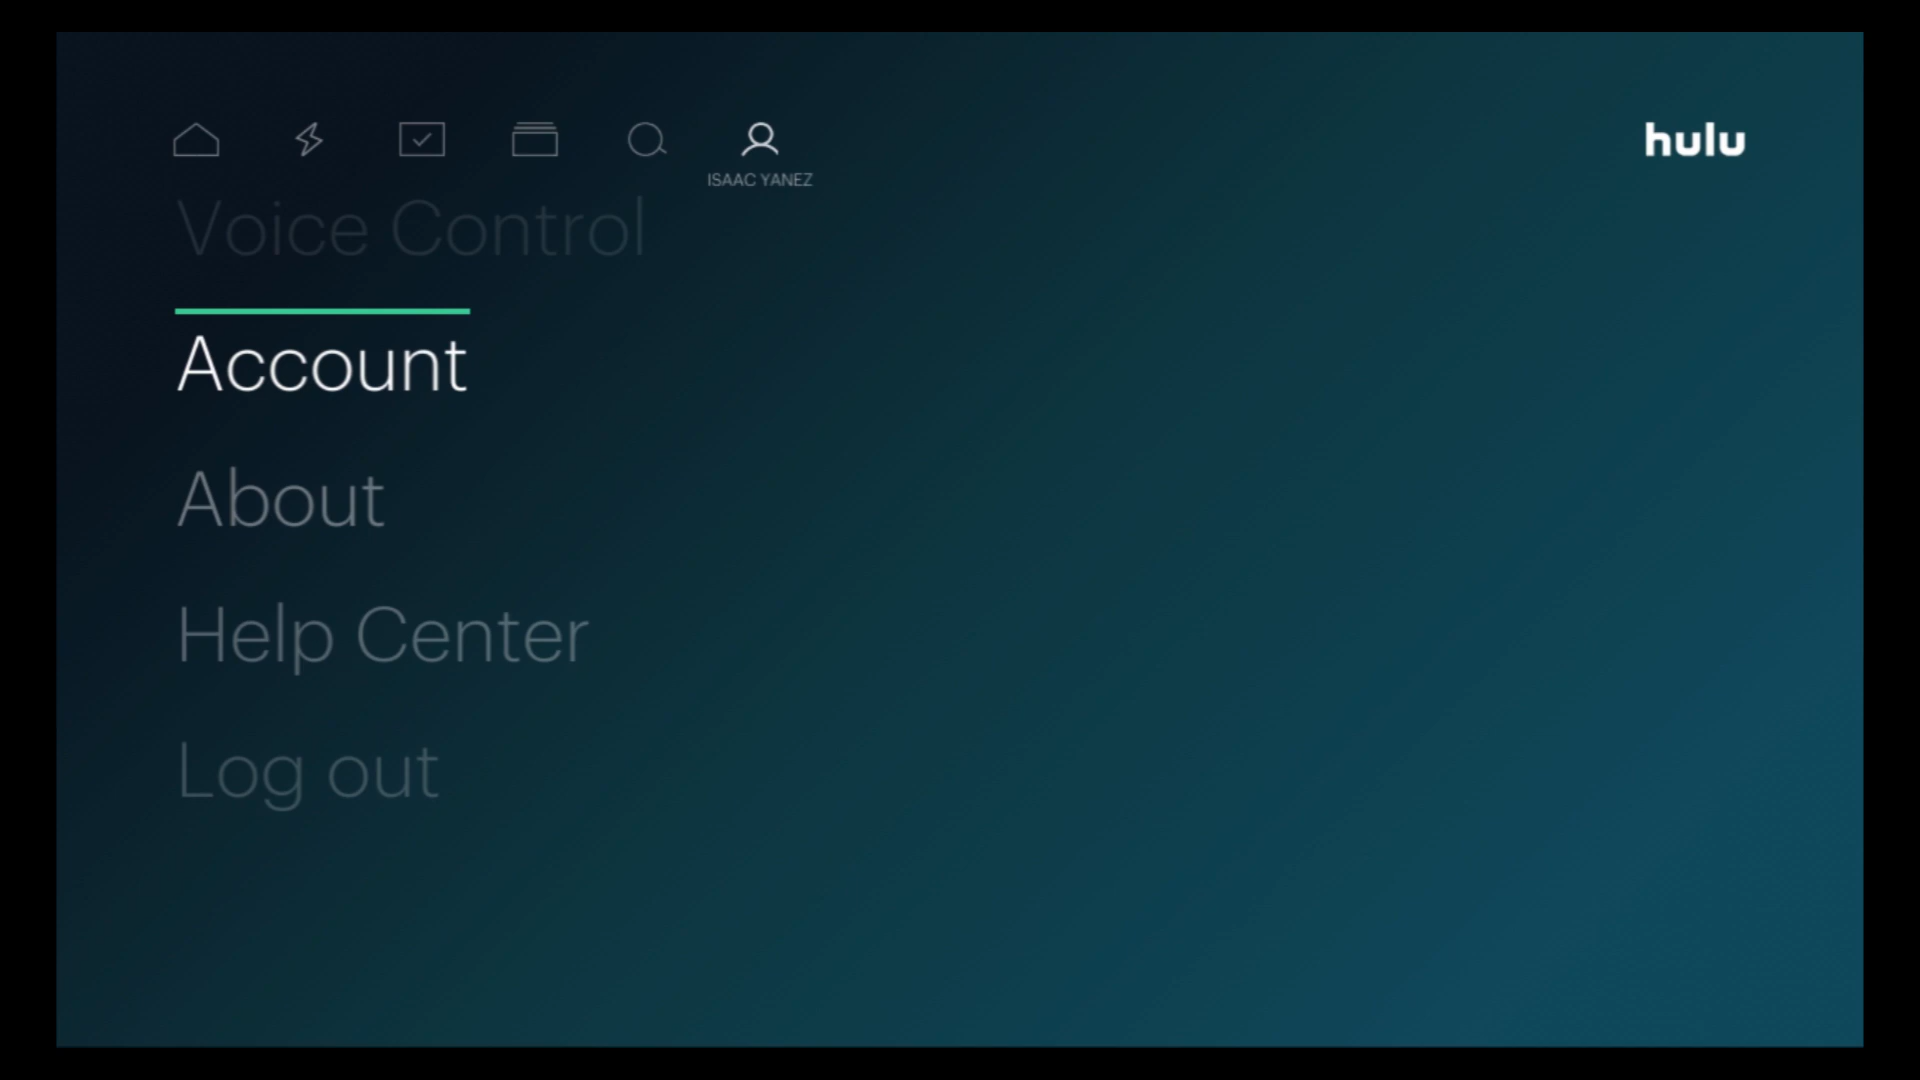 hulu
ISAAC YANEZ
Voice Control
Account
About
Help Center
Log out